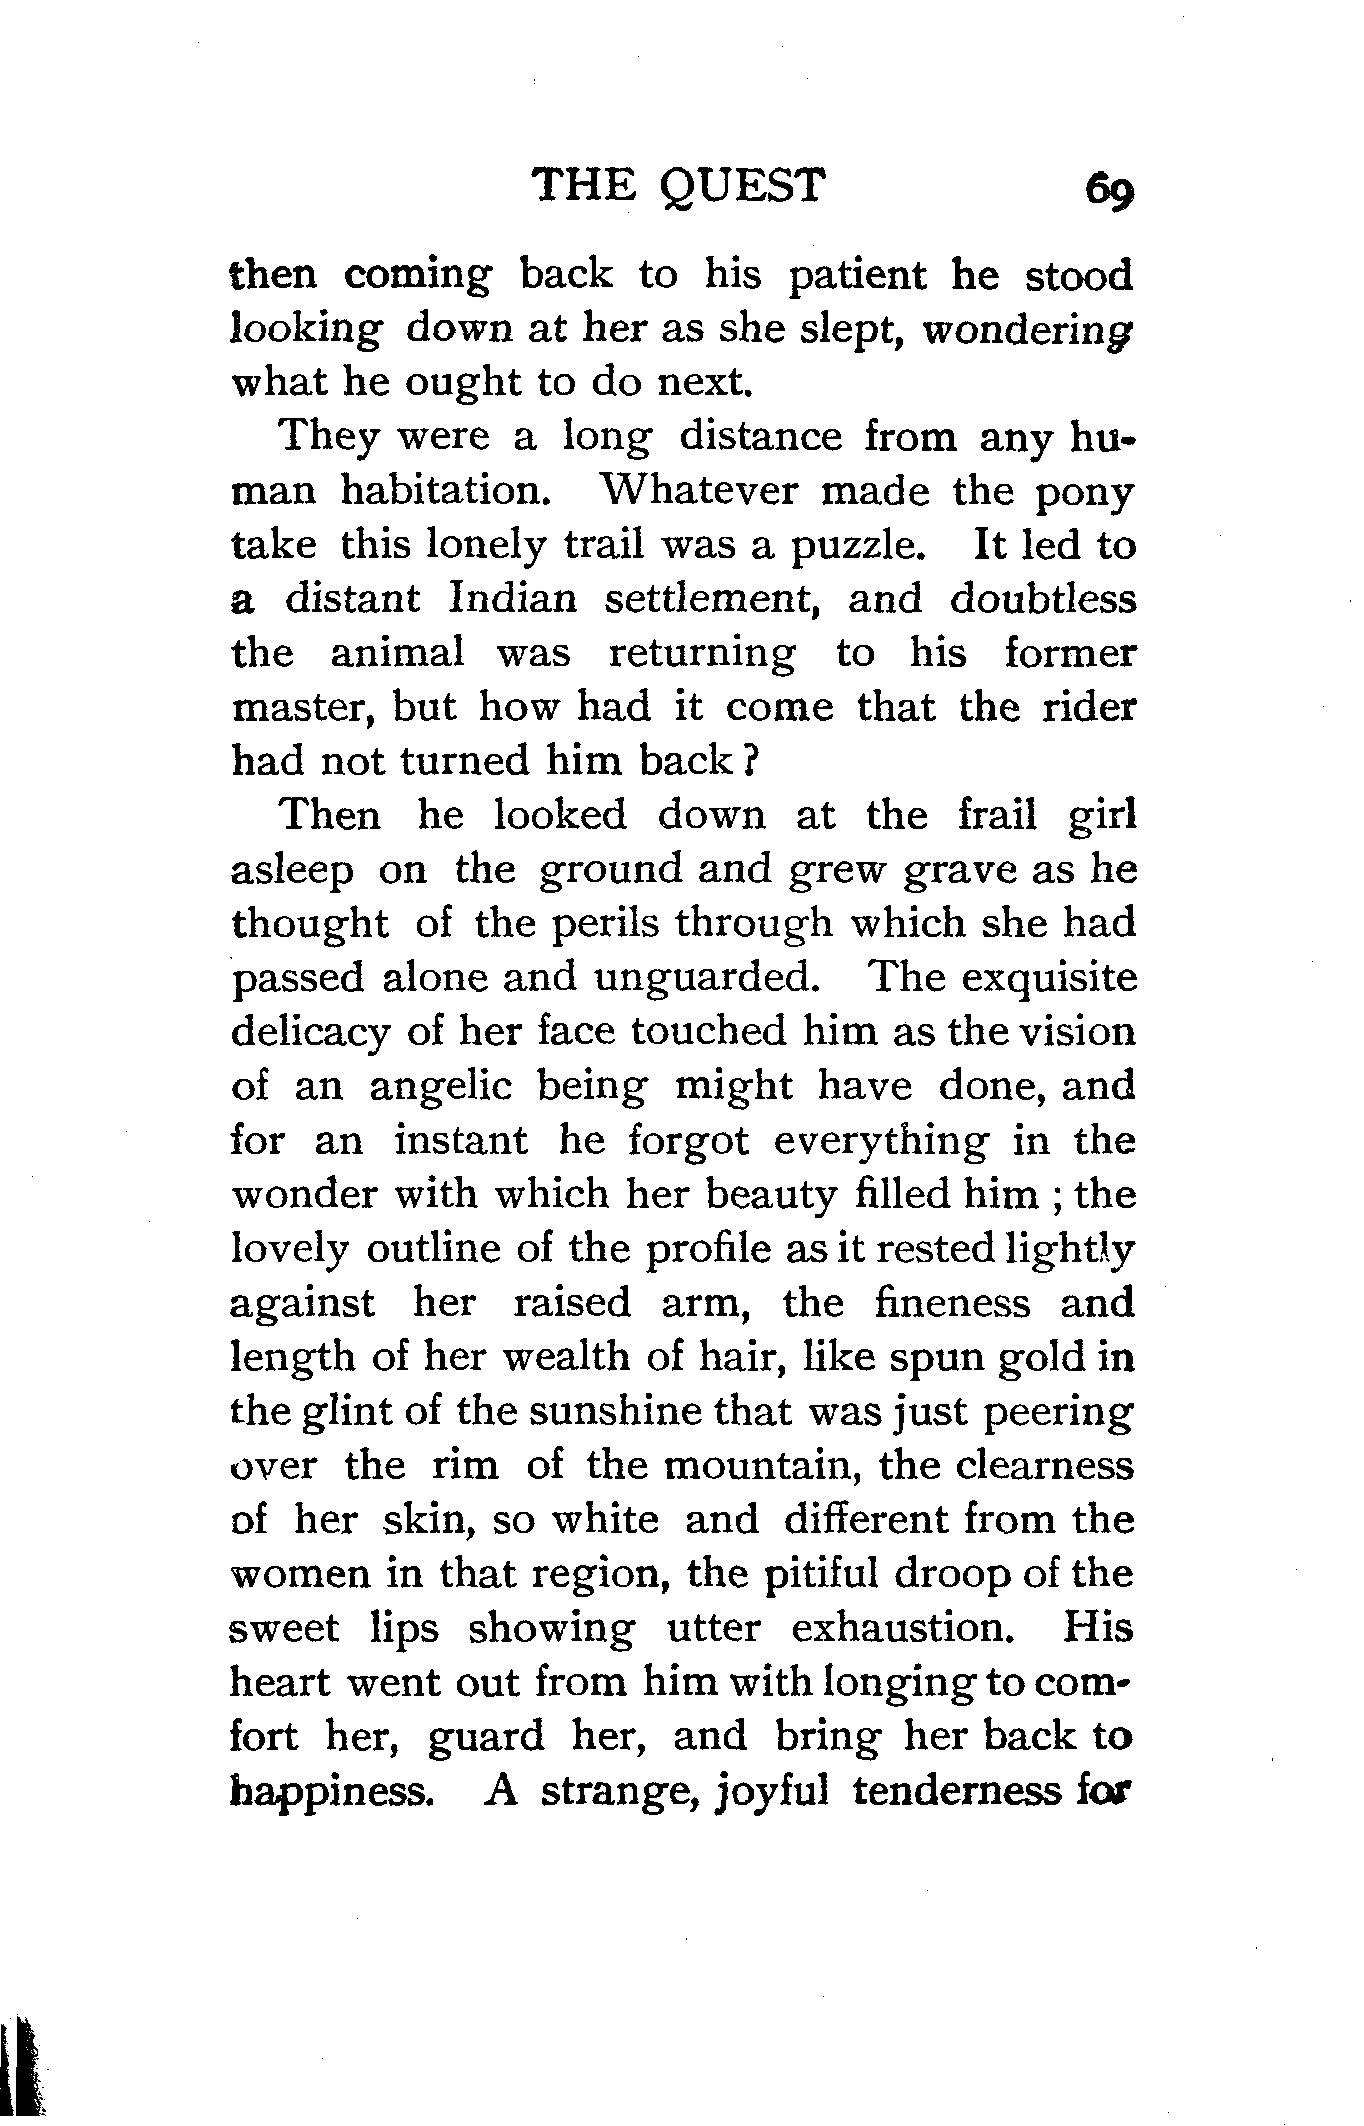 THE QUEST 69
then coming back to his patient he stood
looking down at her as she slept, wondering
what he ought to do next.
They were a long distance from any hu-
man habitation. Whatever made the pony
take this lonely trail was a puzzle. It led to
a distant Indian settlement, and doubtless
the animal was returning to his former
master, but how had it come that the rider
had not turned him back ?
Then he looked down at the frail girl
asleep on the ground and grew grave as he
thought of the perils through which she had
passed alone and unguarded. The exquisite
delicacy of her face touched him as the vision
of an angelic being might have done, and
for an instant he forgot everything in the
wonder with which her beauty filled him ; the
lovely outline of the profile as it rested lightly
against her raised arm, the fineness and
length of her wealth of hair, like spun gold in
the glint of the sunshine that was just peering
over the rim of the mountain, the clearness
of her skin, so white and different from the
women in that region, the pitiful droop of the
sweet lips showing utter exhaustion. His
heart went out from him with longing to com-
fort her, guard her, and bring her back to
happiness. A strange, joyful tenderness for